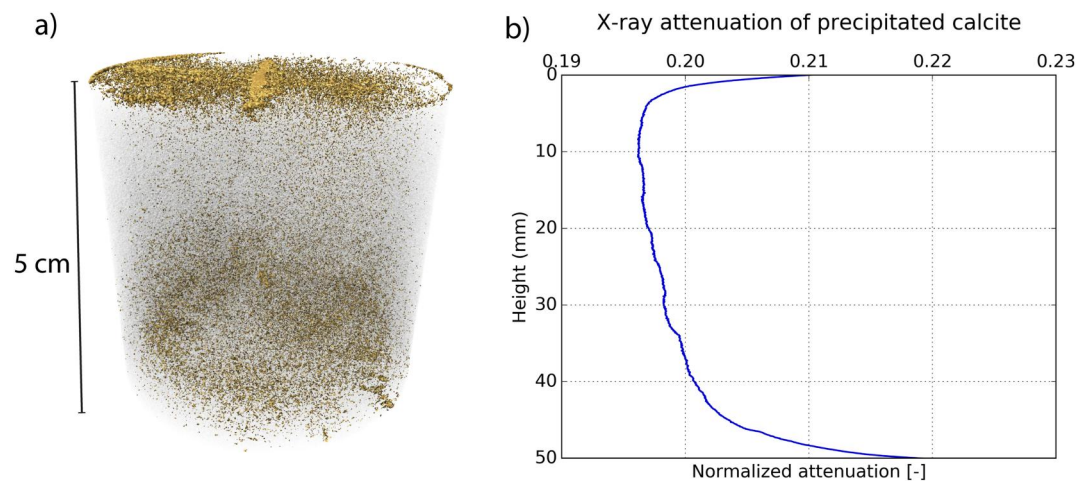 a)
5 cm
b)
X-ray attenuation of precipitated calcite
0.19 0.20 0.21 0.22 0.23
0
10
20
30
40
50
Height (mm)
Normalized attenuation [-]